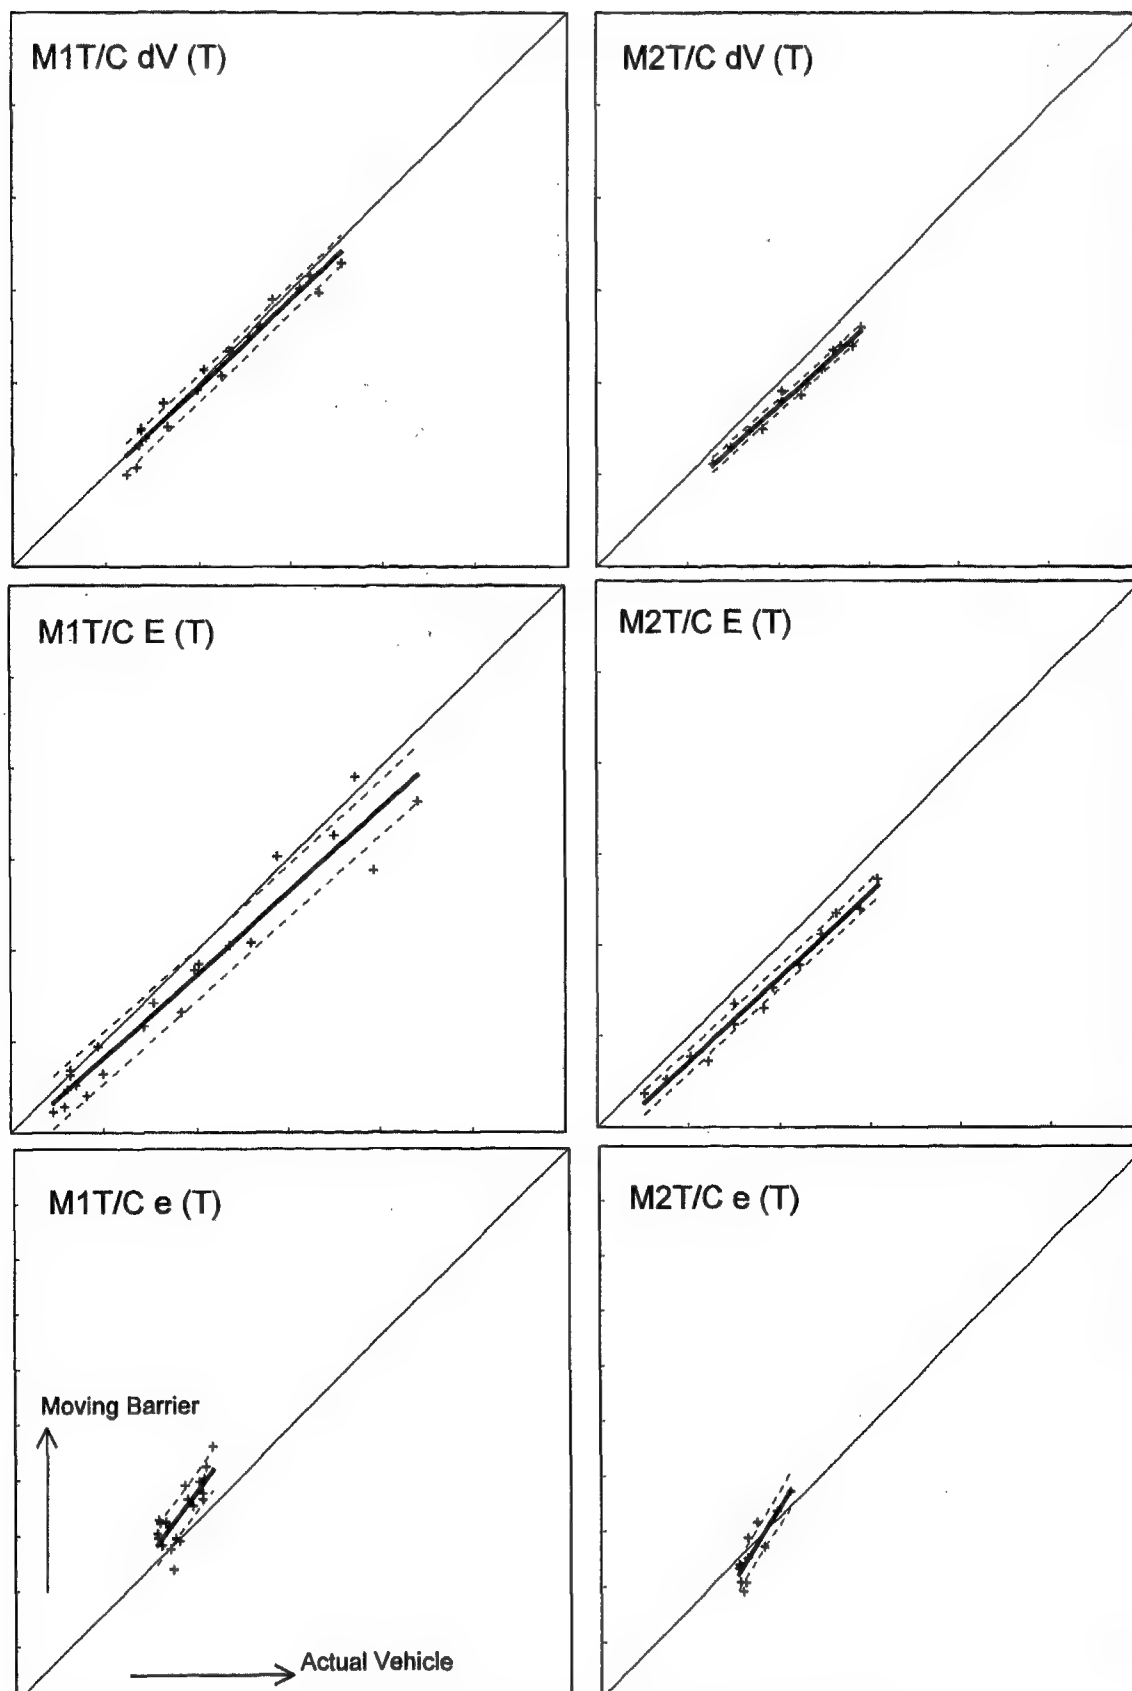 M1T/C dV (T)
M2T/C dV (T)
M1T/C E (T)
M2T/C E (T)
M1T/C e (T)
M2T/C e (T)
Moving Barrier
Actual Vehicle